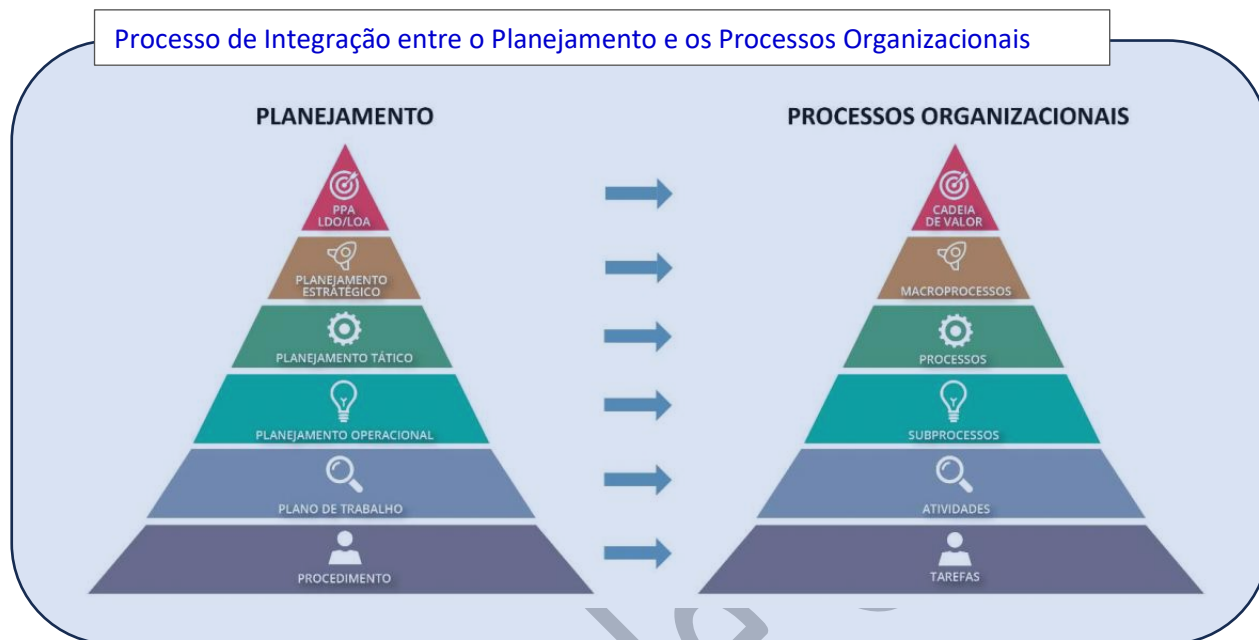 Processo de Integração entre o Planejamento e os Processos Organizacionais
PLANEJAMENTO
PPA
LDO/LOA
PLANEJAMENTO
ESTRATÉGICO
PLANEJAMENTO TÁTICO
PLANEJAMENTO OPERACIONAL
PLANO DE TRABALHO
PROCEDIMENTO
PROCESSOS ORGANIZACIONAIS
CADEIA
DE VALOR
MACROPROCESSOS
PROCESSOS
SUBPROCESSOS
ATIVIDADES
TAREFAS